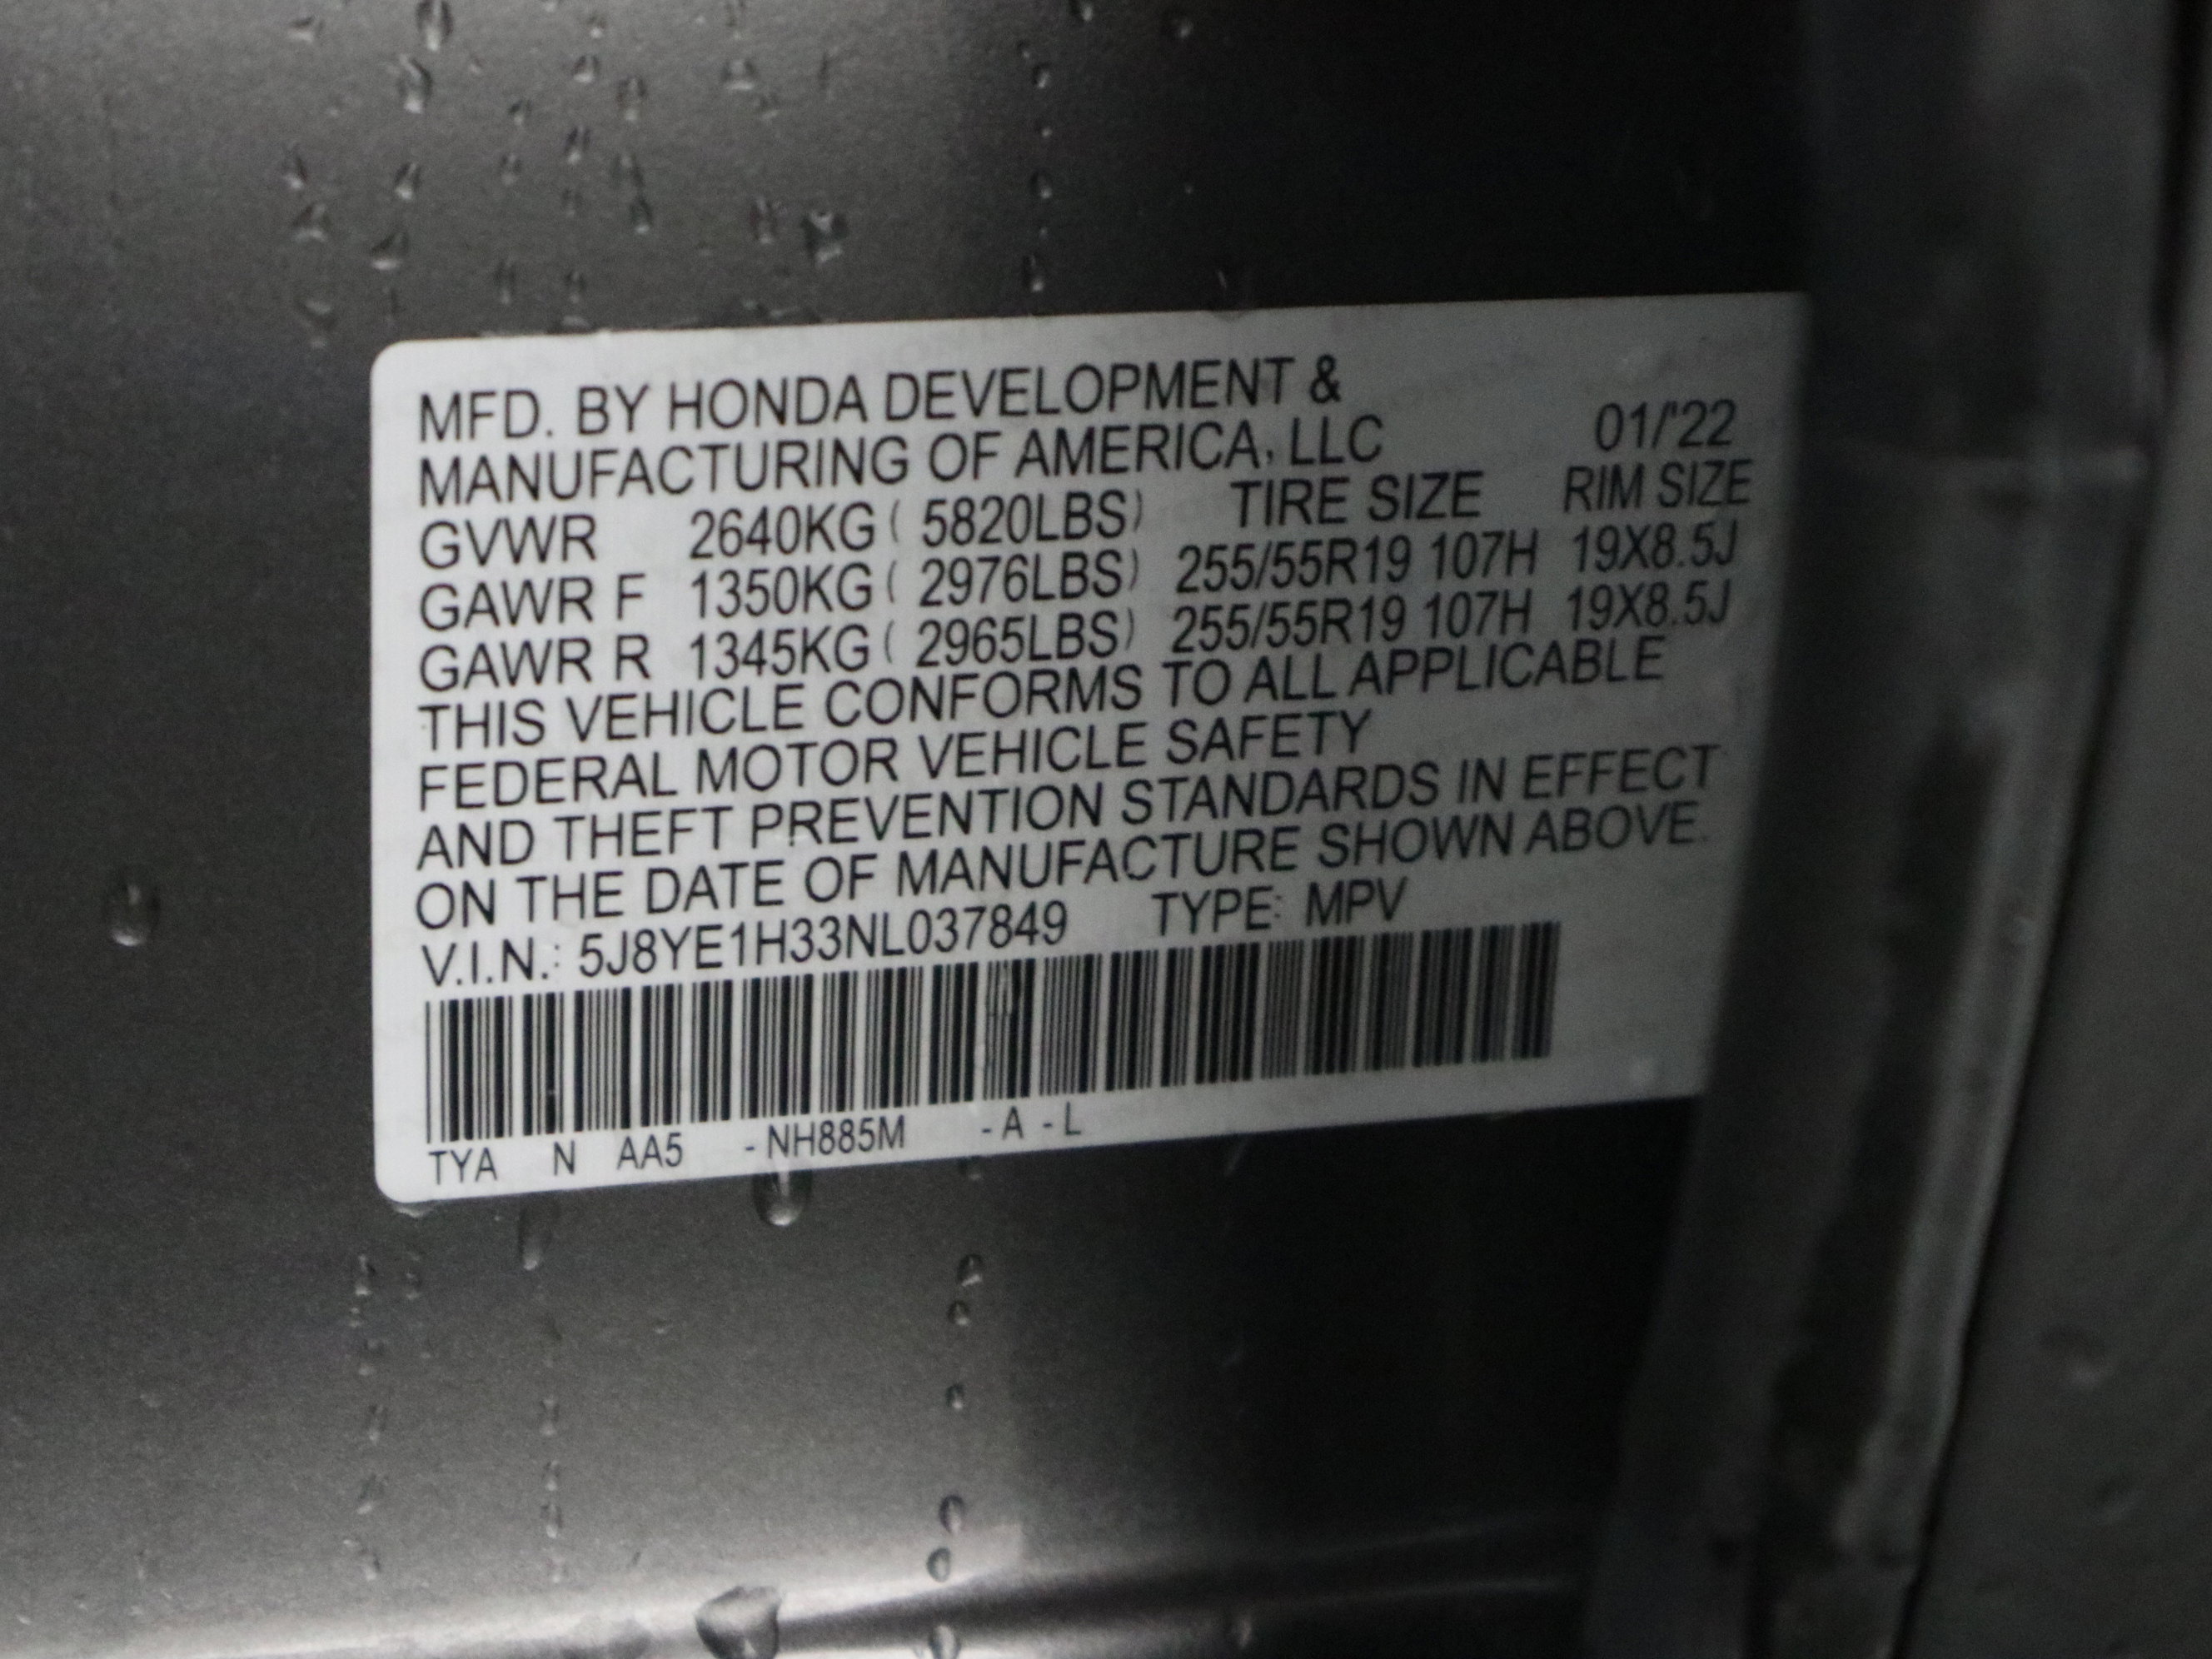 MFD. BY HONDA DEVELOPMENT &
MANUFACTURING OF AMERICA, LLC 01/'22
GVWR 2640KG ( 5820LBS) TIRE SIZE RIM SIZE
GAWR F 1350KG ( 2976LBS) 255/55R19 107H 19X8.5J
GAWR R 1345KG ( 2965LBS) 255/55R19 107H 19X8.5J
THIS VEHICLE CONFORMS TO ALL APPLICABLE
FEDERAL MOTOR VEHICLE SAFETY
AND THEFT PREVENTION STANDARDS IN EFFECT
ON THE DATE OF MANUFACTURE SHOWN ABOVE.
V.I.N.: 5J8YE1H33NL037849 TYPE: MPV
TYA N AA5 - NH885M - A - L